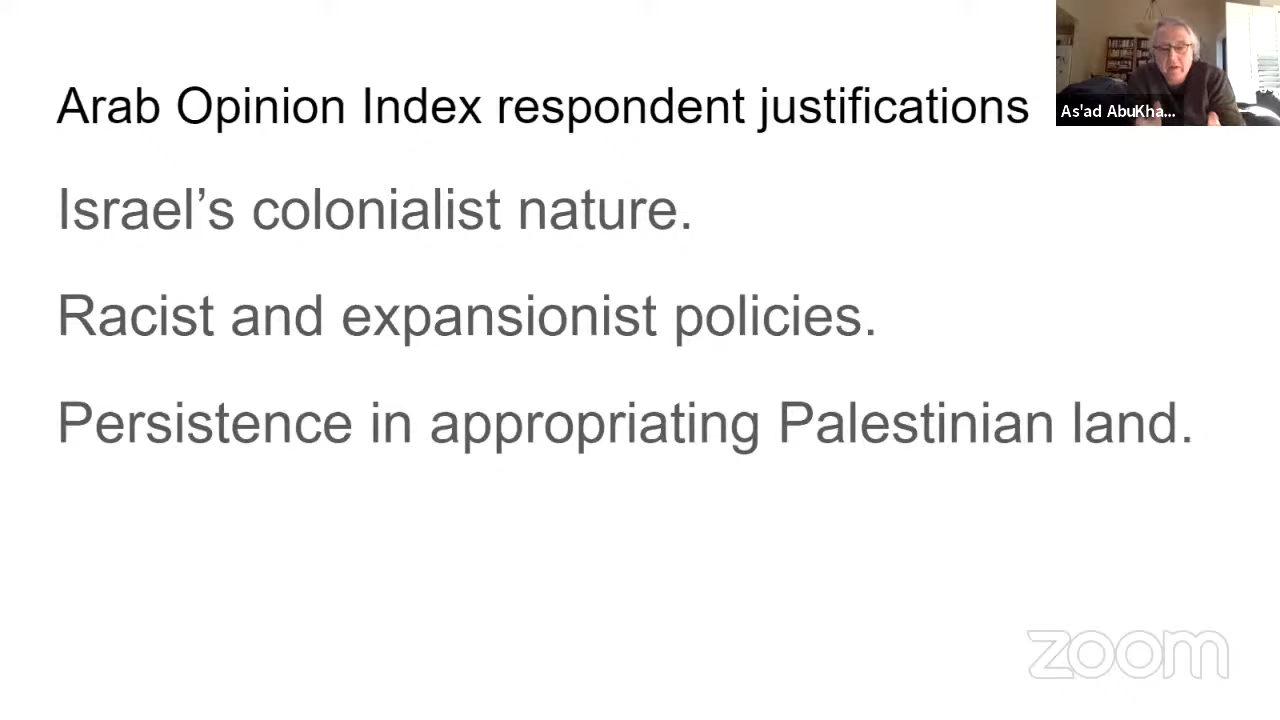 Arab Opinion Index respondent justifications
As'ad AbuKha...
Israel’s colonialist nature.
Racist and expansionist policies.
Persistence in appropriating Palestinian land.
zoom